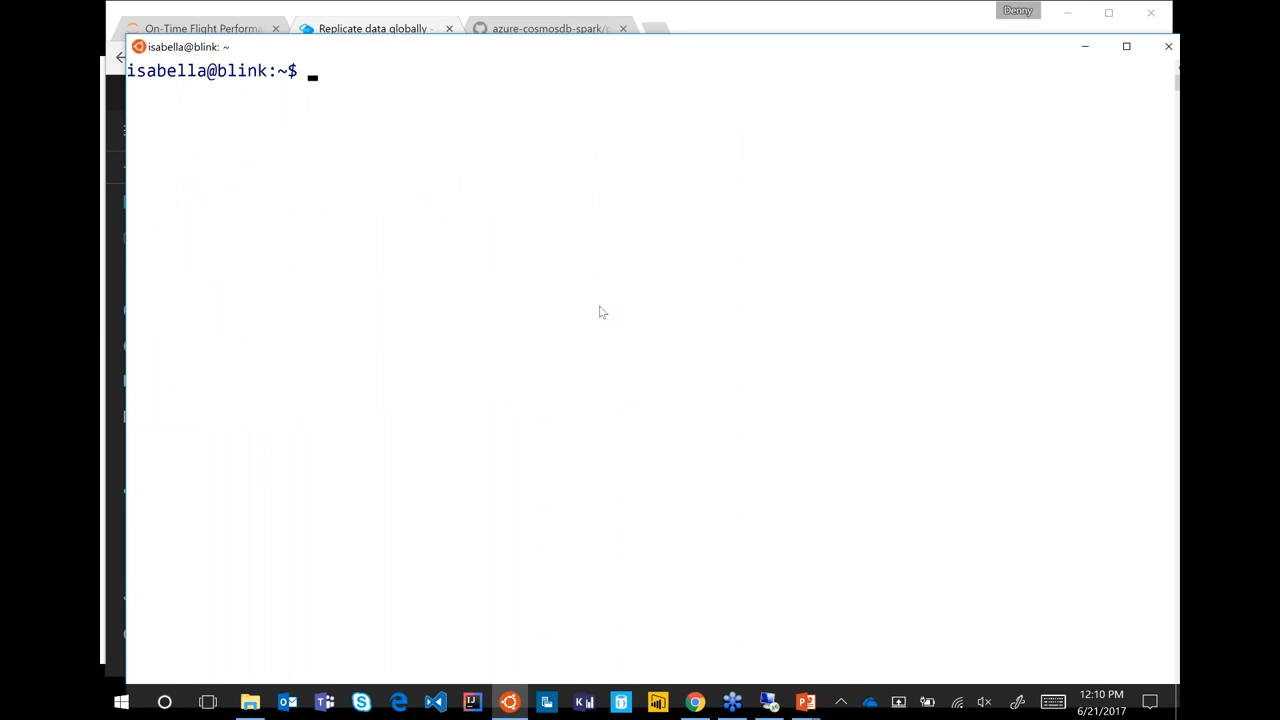 Denny
On-Time Flight Performa
Replicate data globally -
azure-cosmosdb-spark/p
isabella@blink: ~
isabella@blink:~$
12:10 PM
6/21/2017